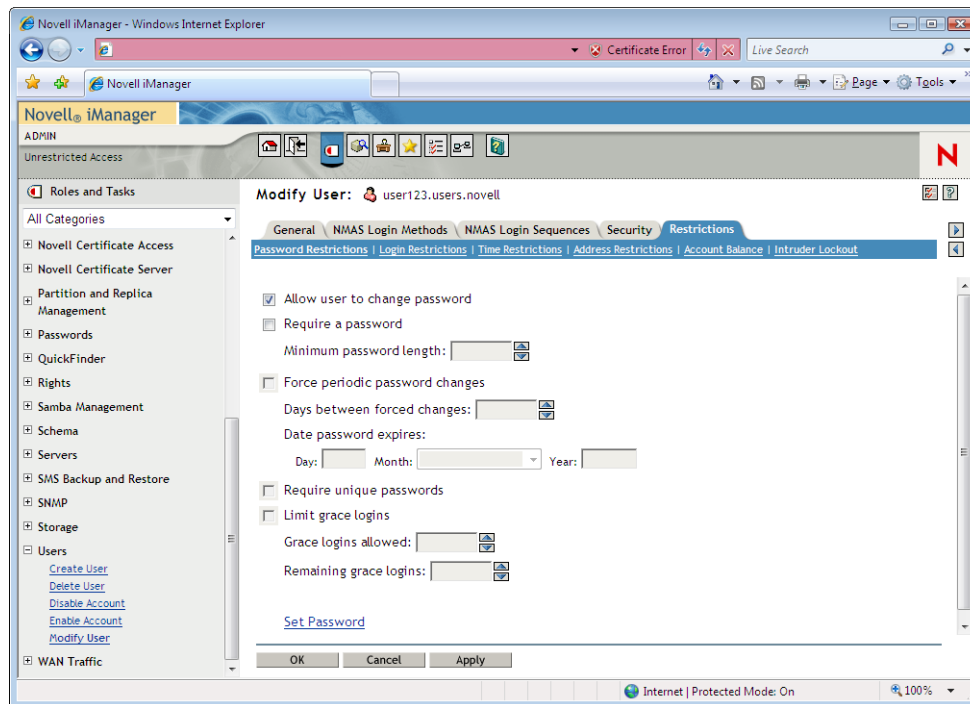 Novell iManager - Windows Internet Explorer
Certificate Error
Live Search
Novell iManager
Page
Tools
Novell® iManager
ADMIN
Unrestricted Access
N
Roles and Tasks
All Categories
Novell Certificate Access
Novell Certificate Server
Partition and Replica
Management
Passwords
QuickFinder
Rights
Samba Management
Schema
Servers
SMS Backup and Restore
SNMP
Storage
Users
Create User
Delete User
Disable Account
Enable Account
Modify User
WAN Traffic
Modify User: user123.users.novell
General NMAS Login Methods NMAS Login Sequences Security Restrictions
Password Restrictions | Login Restrictions | Time Restrictions | Address Restrictions | Account Balance | Intruder Lockout
Allow user to change password
Require a password
Minimum password length:
Force periodic password changes
Days between forced changes:
Date password expires:
Day: Month: Year:
Require unique passwords
Limit grace logins
Grace logins allowed:
Remaining grace logins:
Set Password
OK Cancel Apply
Internet | Protected Mode: On
100%